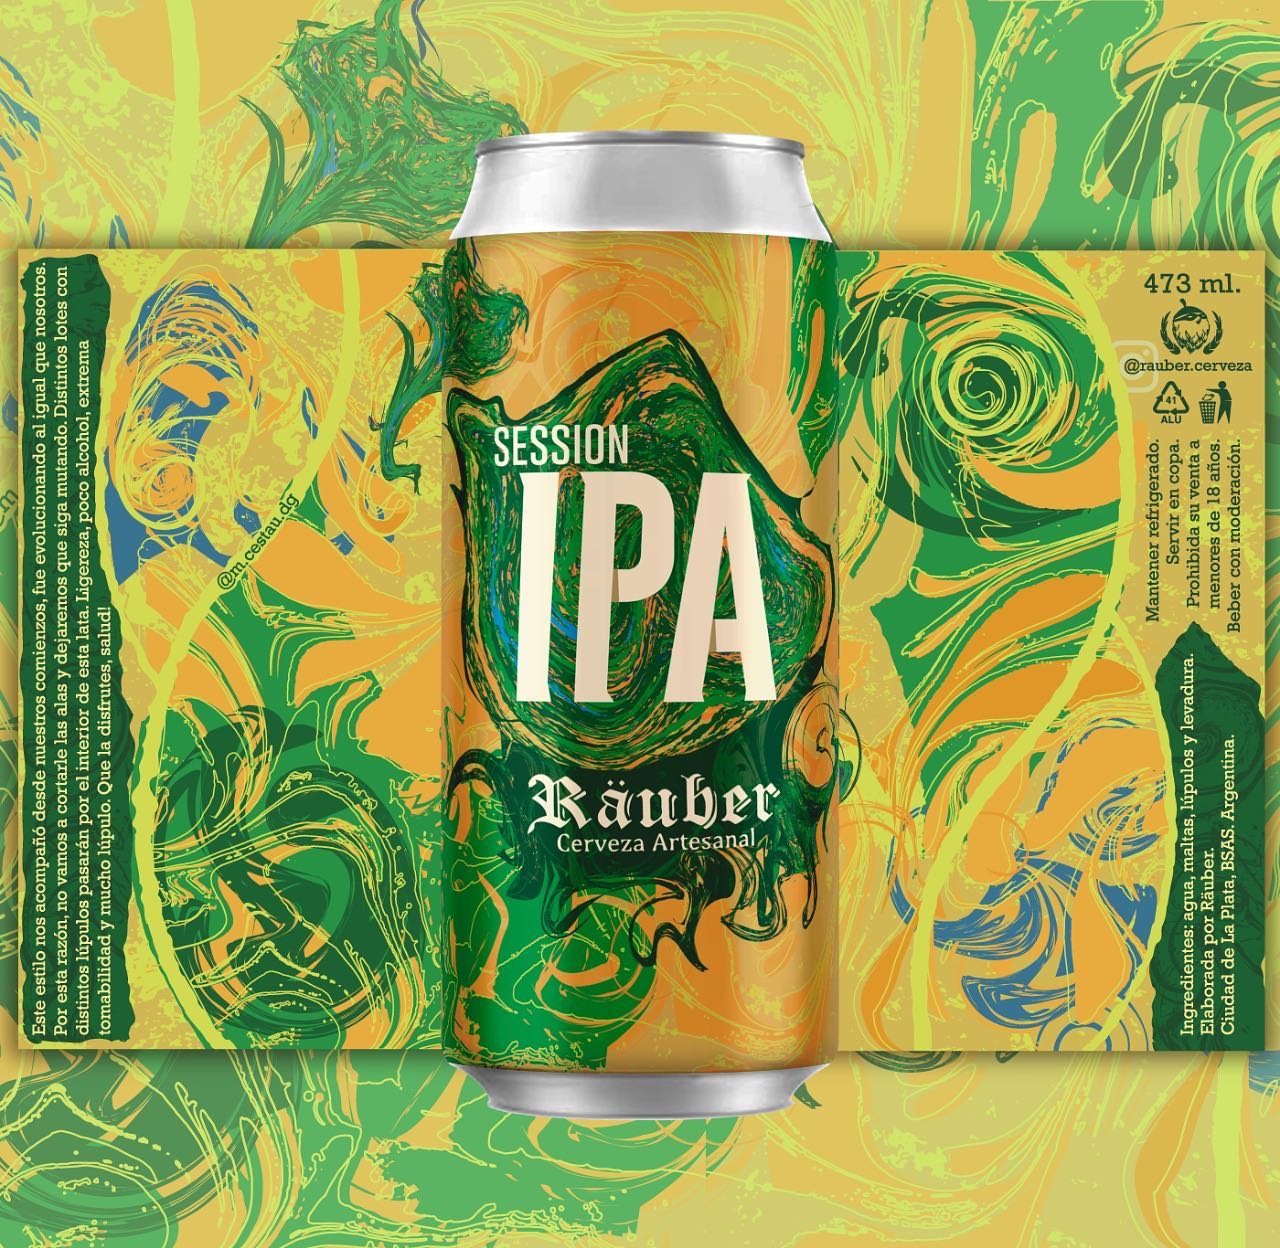 Este estilo nos acompañó desde nuestros comienzos, fue evolucionando al igual que nosotros.
Por esta razón, no vamos a cortarle las alas y dejaremos que siga mutando. Distintos lotes con
distintos lúpulos pasarán por el interior de esta lata. Ligereza, poco alcohol, extrema
tomabilidad y mucho lúpulo. Que la disfrutes, salud!
@m.cestau.dg
SESSION
IPA
Räuber
Cerveza Artesanal
473 ml.
@rauber.cerveza
41
ALU
Mantener refrigerado.
Servir en copa.
Prohibida su venta a
menores de 18 años.
Beber con moderación.
Ingredientes: agua, maltas, lúpulos y levadura.
Elaborada por Räuber.
Ciudad de La Plata, BSAS. Argentina.